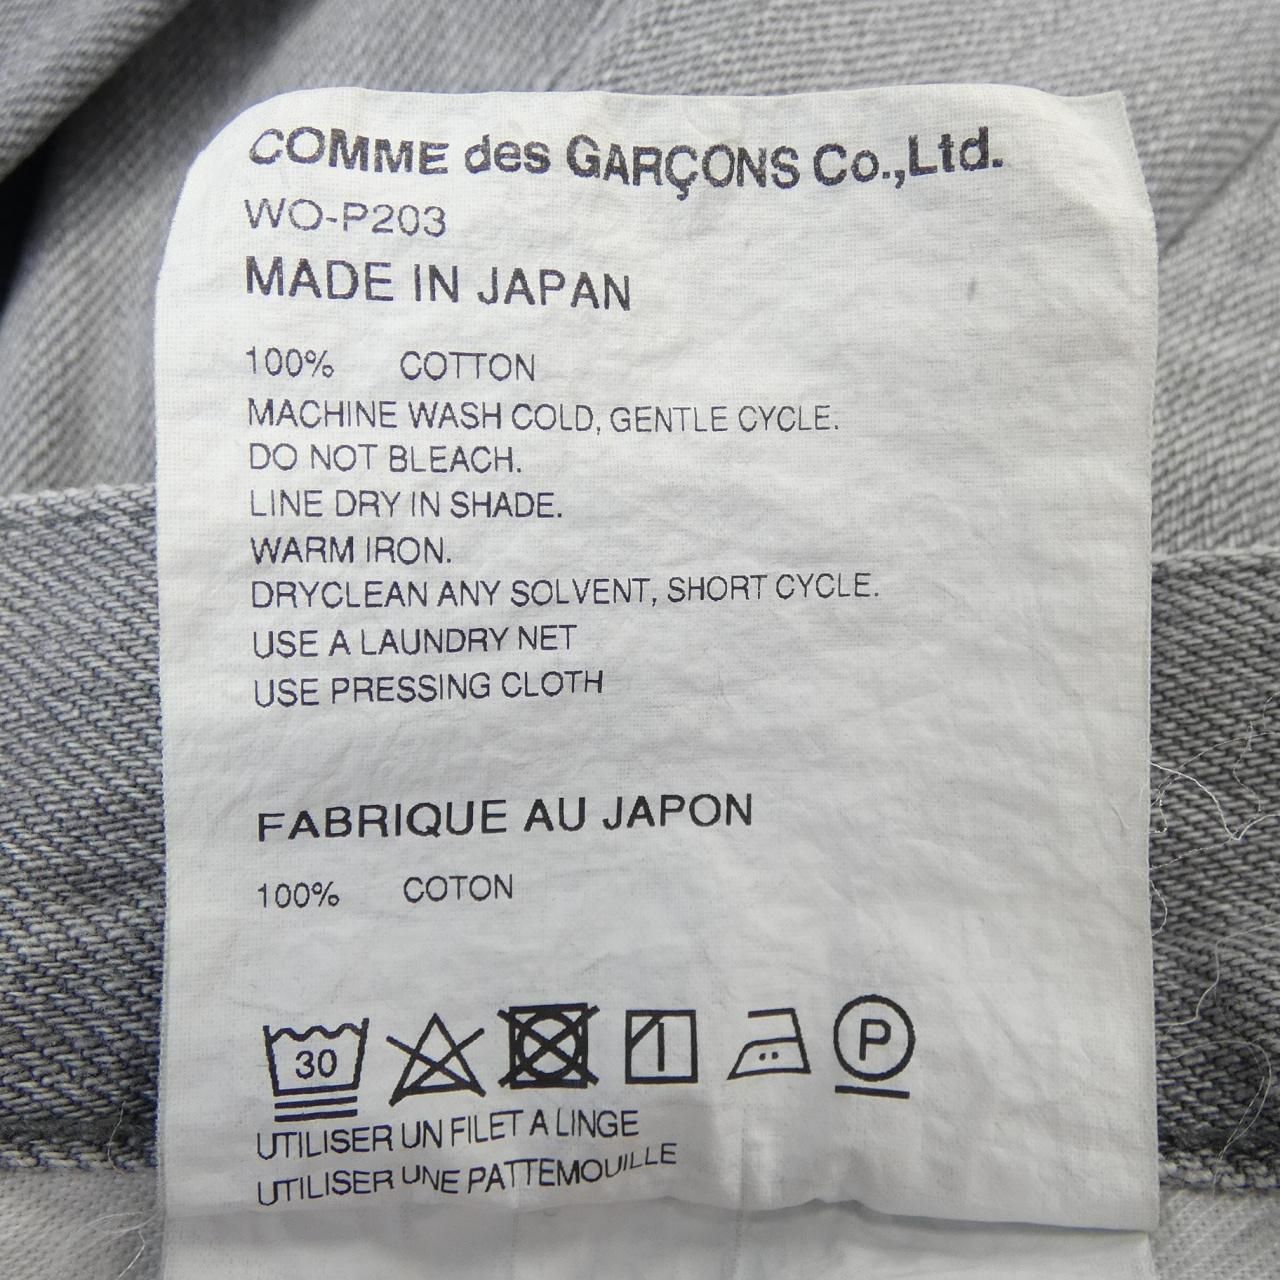 COMME des GARÇONS Co.,Ltd.
WO-P203
MADE IN JAPAN
100% COTTON
MACHINE WASH COLD, GENTLE CYCLE.
DO NOT BLEACH.
LINE DRY IN SHADE.
WARM IRON.
DRYCLEAN ANY SOLVENT, SHORT CYCLE.
USE A LAUNDRY NET
USE PRESSING CLOTH
FABRIQUE AU JAPON
100% COTON
30 P
UTILISER UN FILET A LINGE
UTILISER UNE PATTEMOUILLE